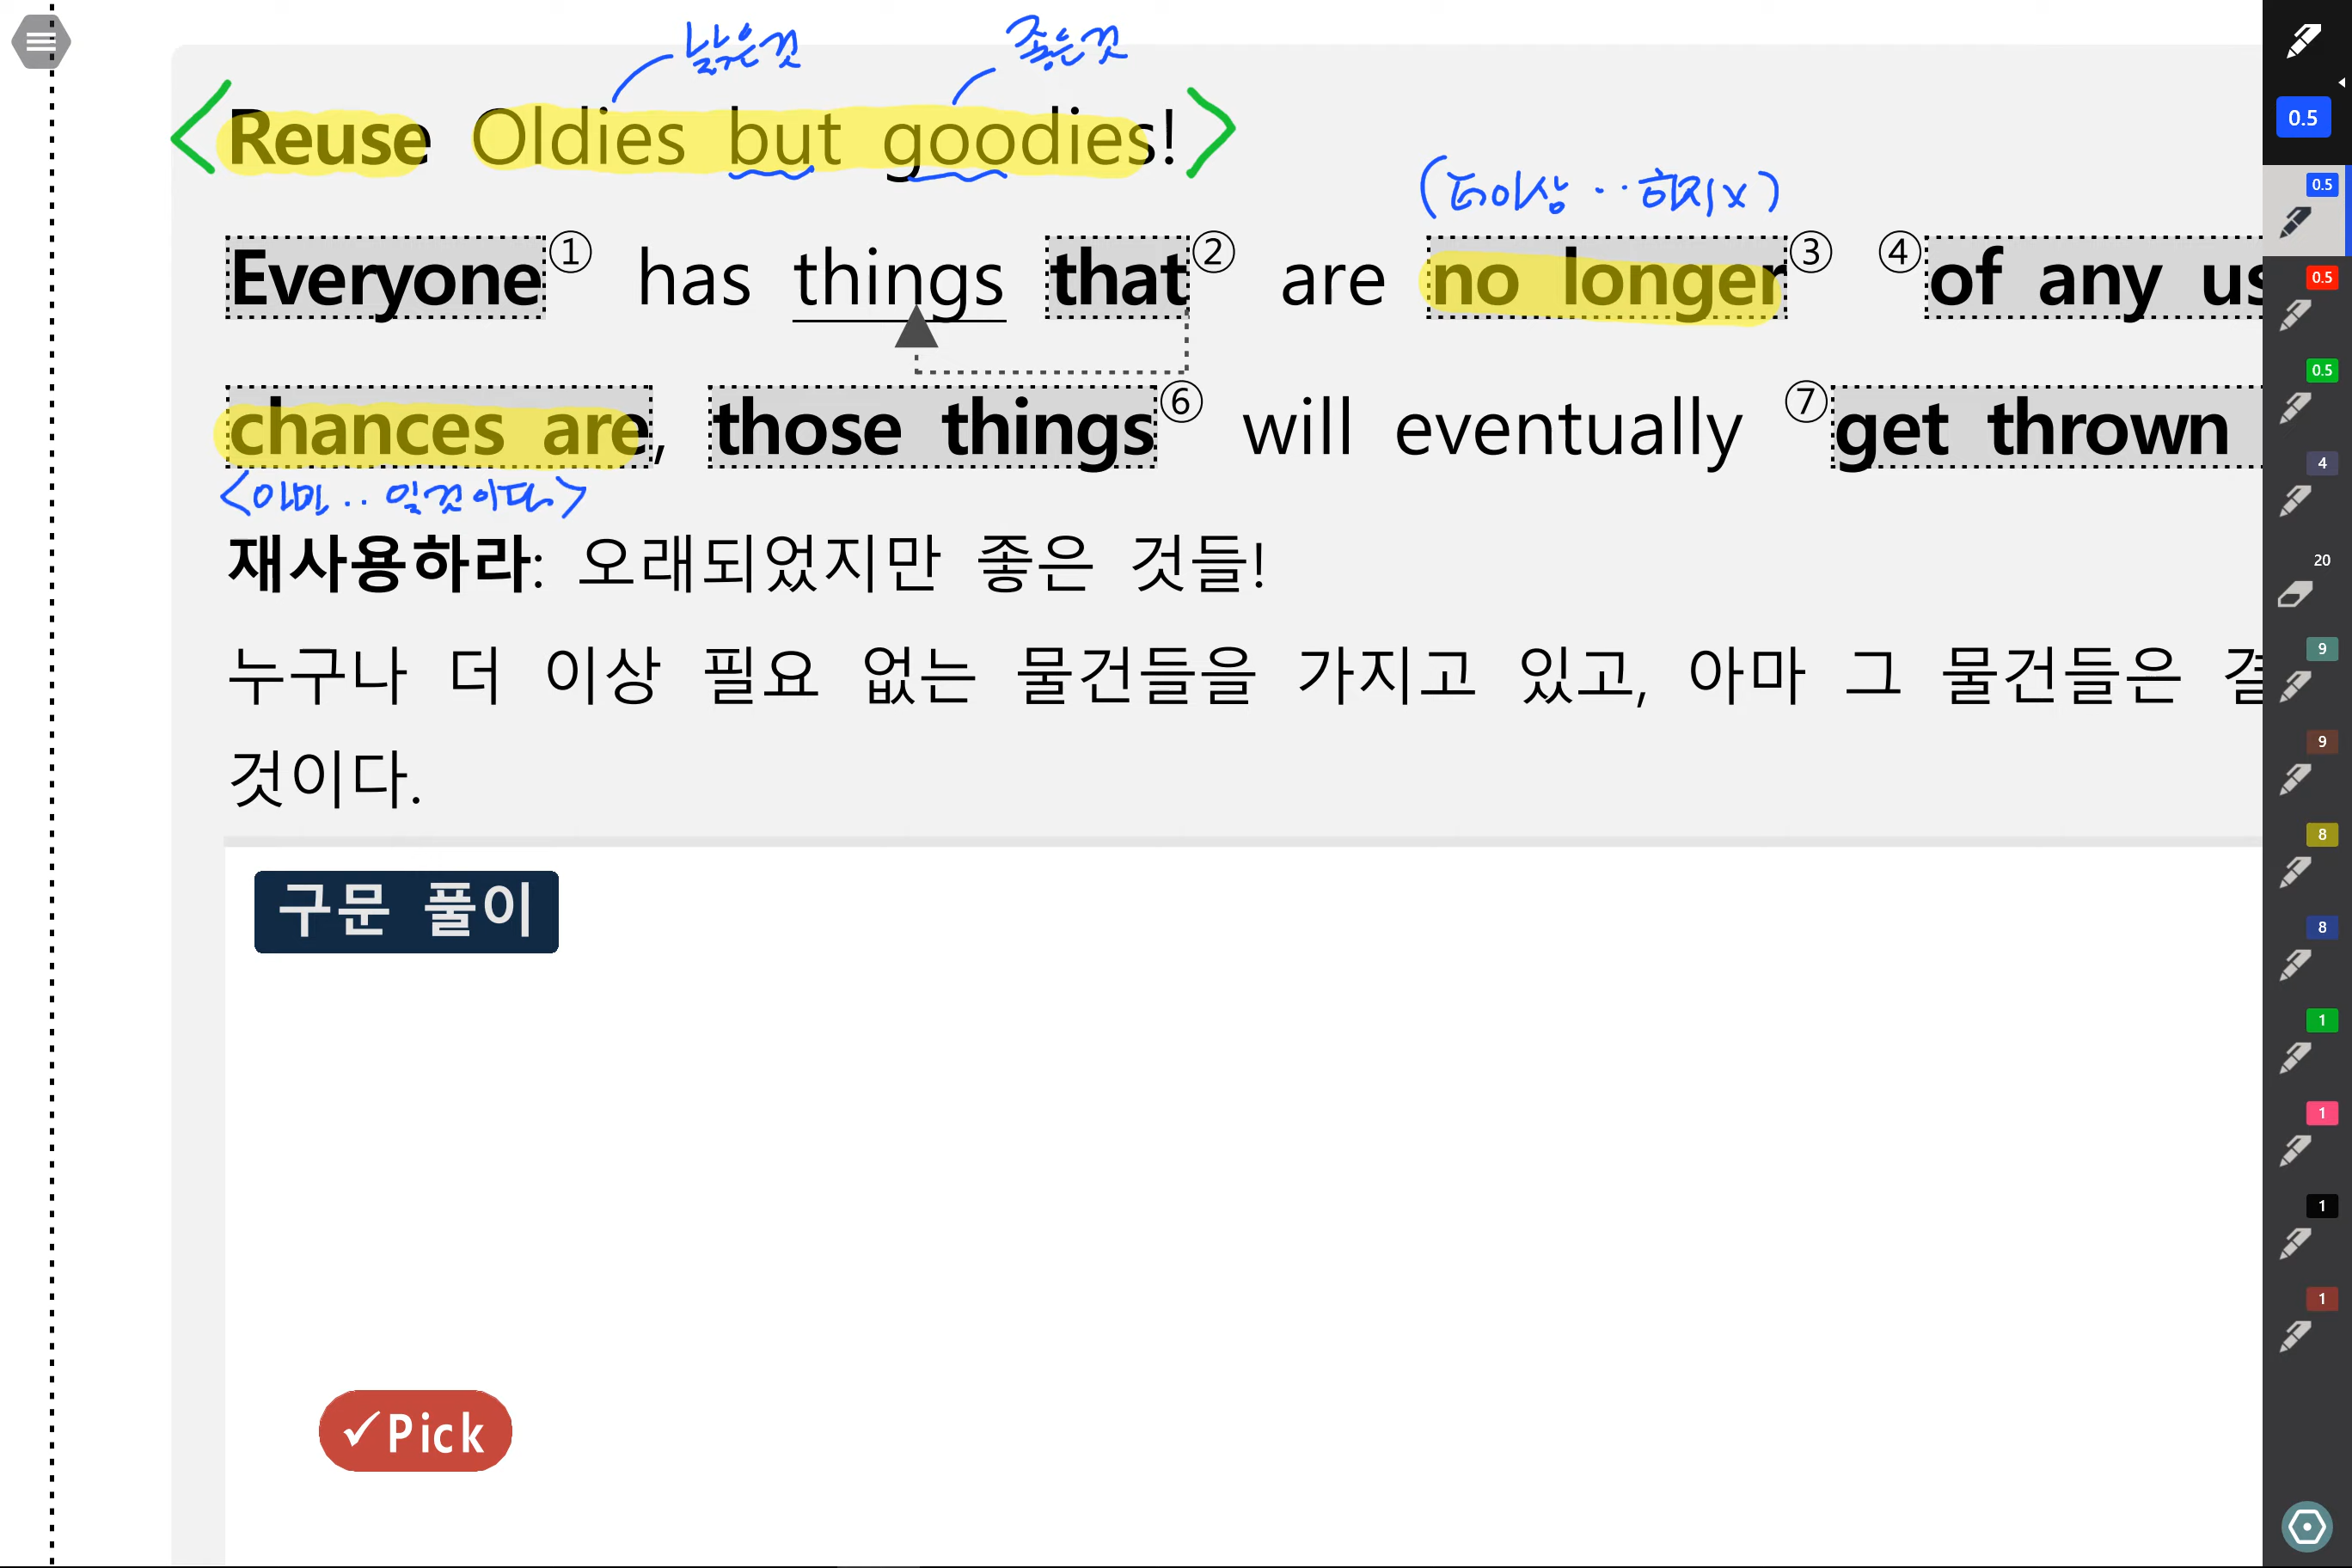 낡은것 좋은것
Reuse Oldies but goodies!
(더이상‥하지x)
Everyone① has things that② are no longer③ ④of any us
chances are, those things⑥ will eventually ⑦get thrown
<아마‥일것이다>
재사용하라: 오래되었지만 좋은 것들!
누구나 더 이상 필요 없는 물건들을 가지고 있고, 아마 그 물건들은
것이다.
구문 풀이
✓Pick
0.5
0.5
0.5
0.5
4
20
9
9
8
8
1
1
1
1